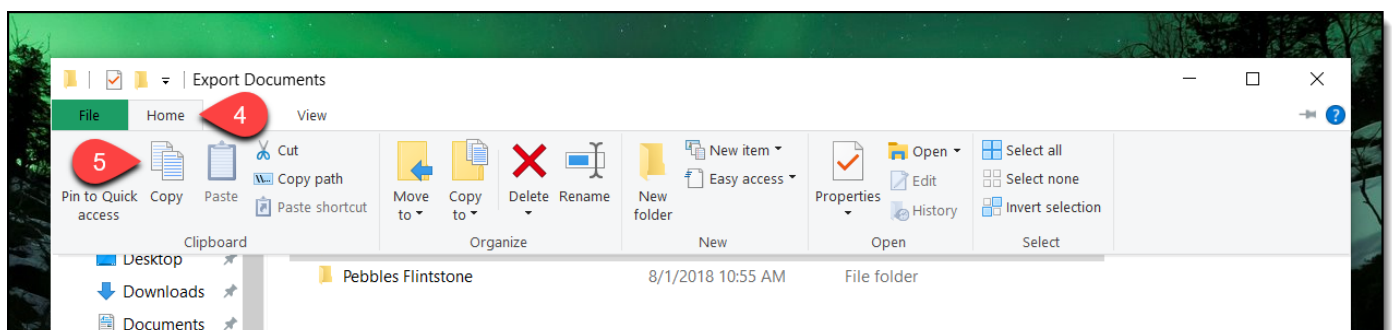 Export Documents
File
Home
4
View
5
Pin to Quick
access
Copy
Paste
Cut
Copy path
Paste shortcut
Clipboard
Move
to
Copy
to
Delete
Rename
Organize
New
folder
New item
Easy access
New
Properties
Open
Edit
History
Open
Select all
Select none
Invert selection
Select
Desktop
Downloads
Documents
Pebbles Flintstone 8/1/2018 10:55 AM File folder